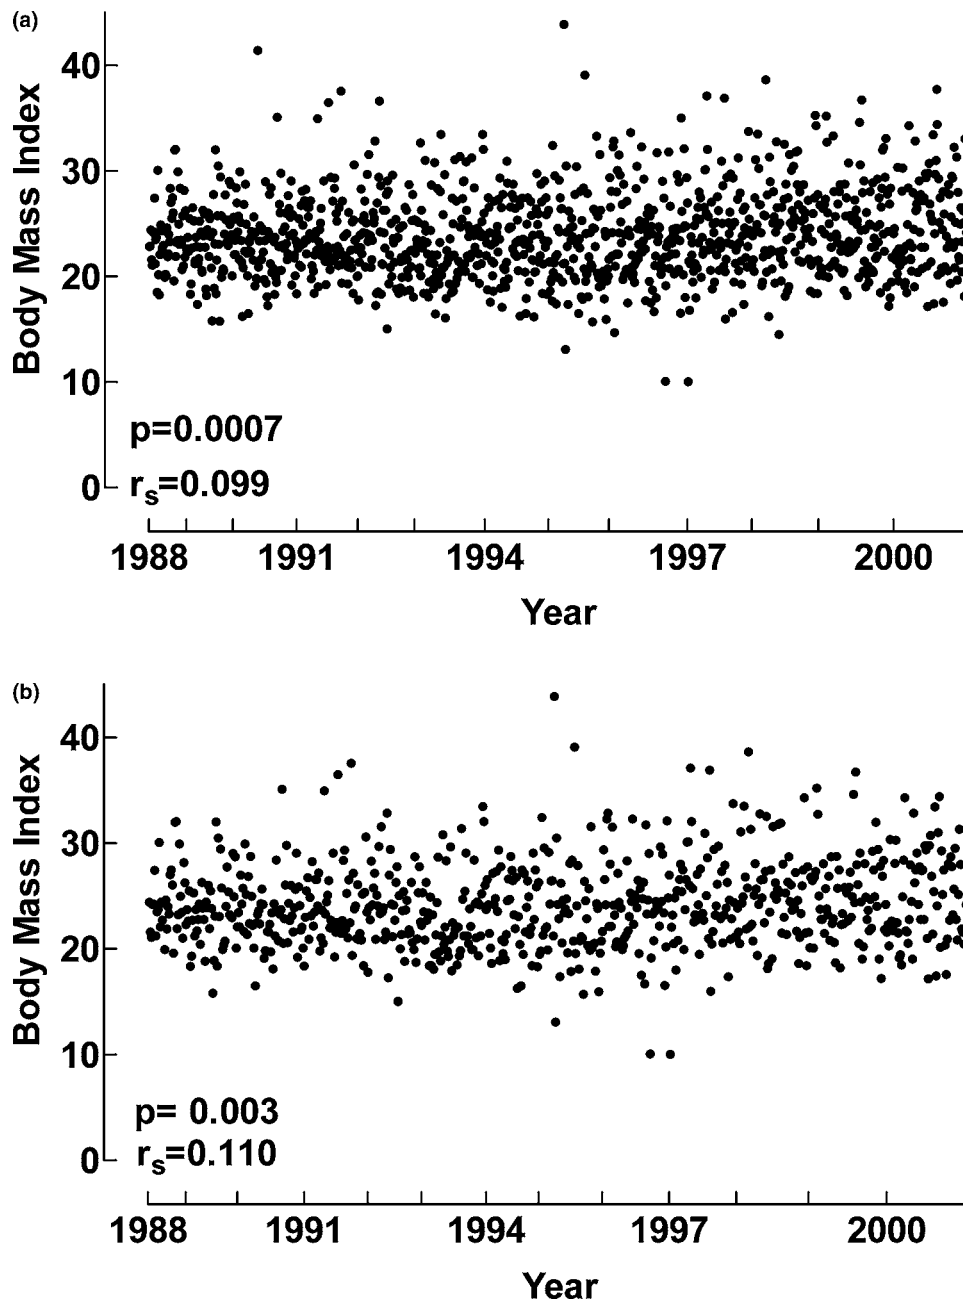 (a)
40
30
20
10
0
Body Mass Index
p=0.0007
rs=0.099
1988 1991 1994 1997 2000
Year
(b)
40
30
20
10
0
Body Mass Index
p= 0.003
rs=0.110
1988 1991 1994 1997 2000
Year